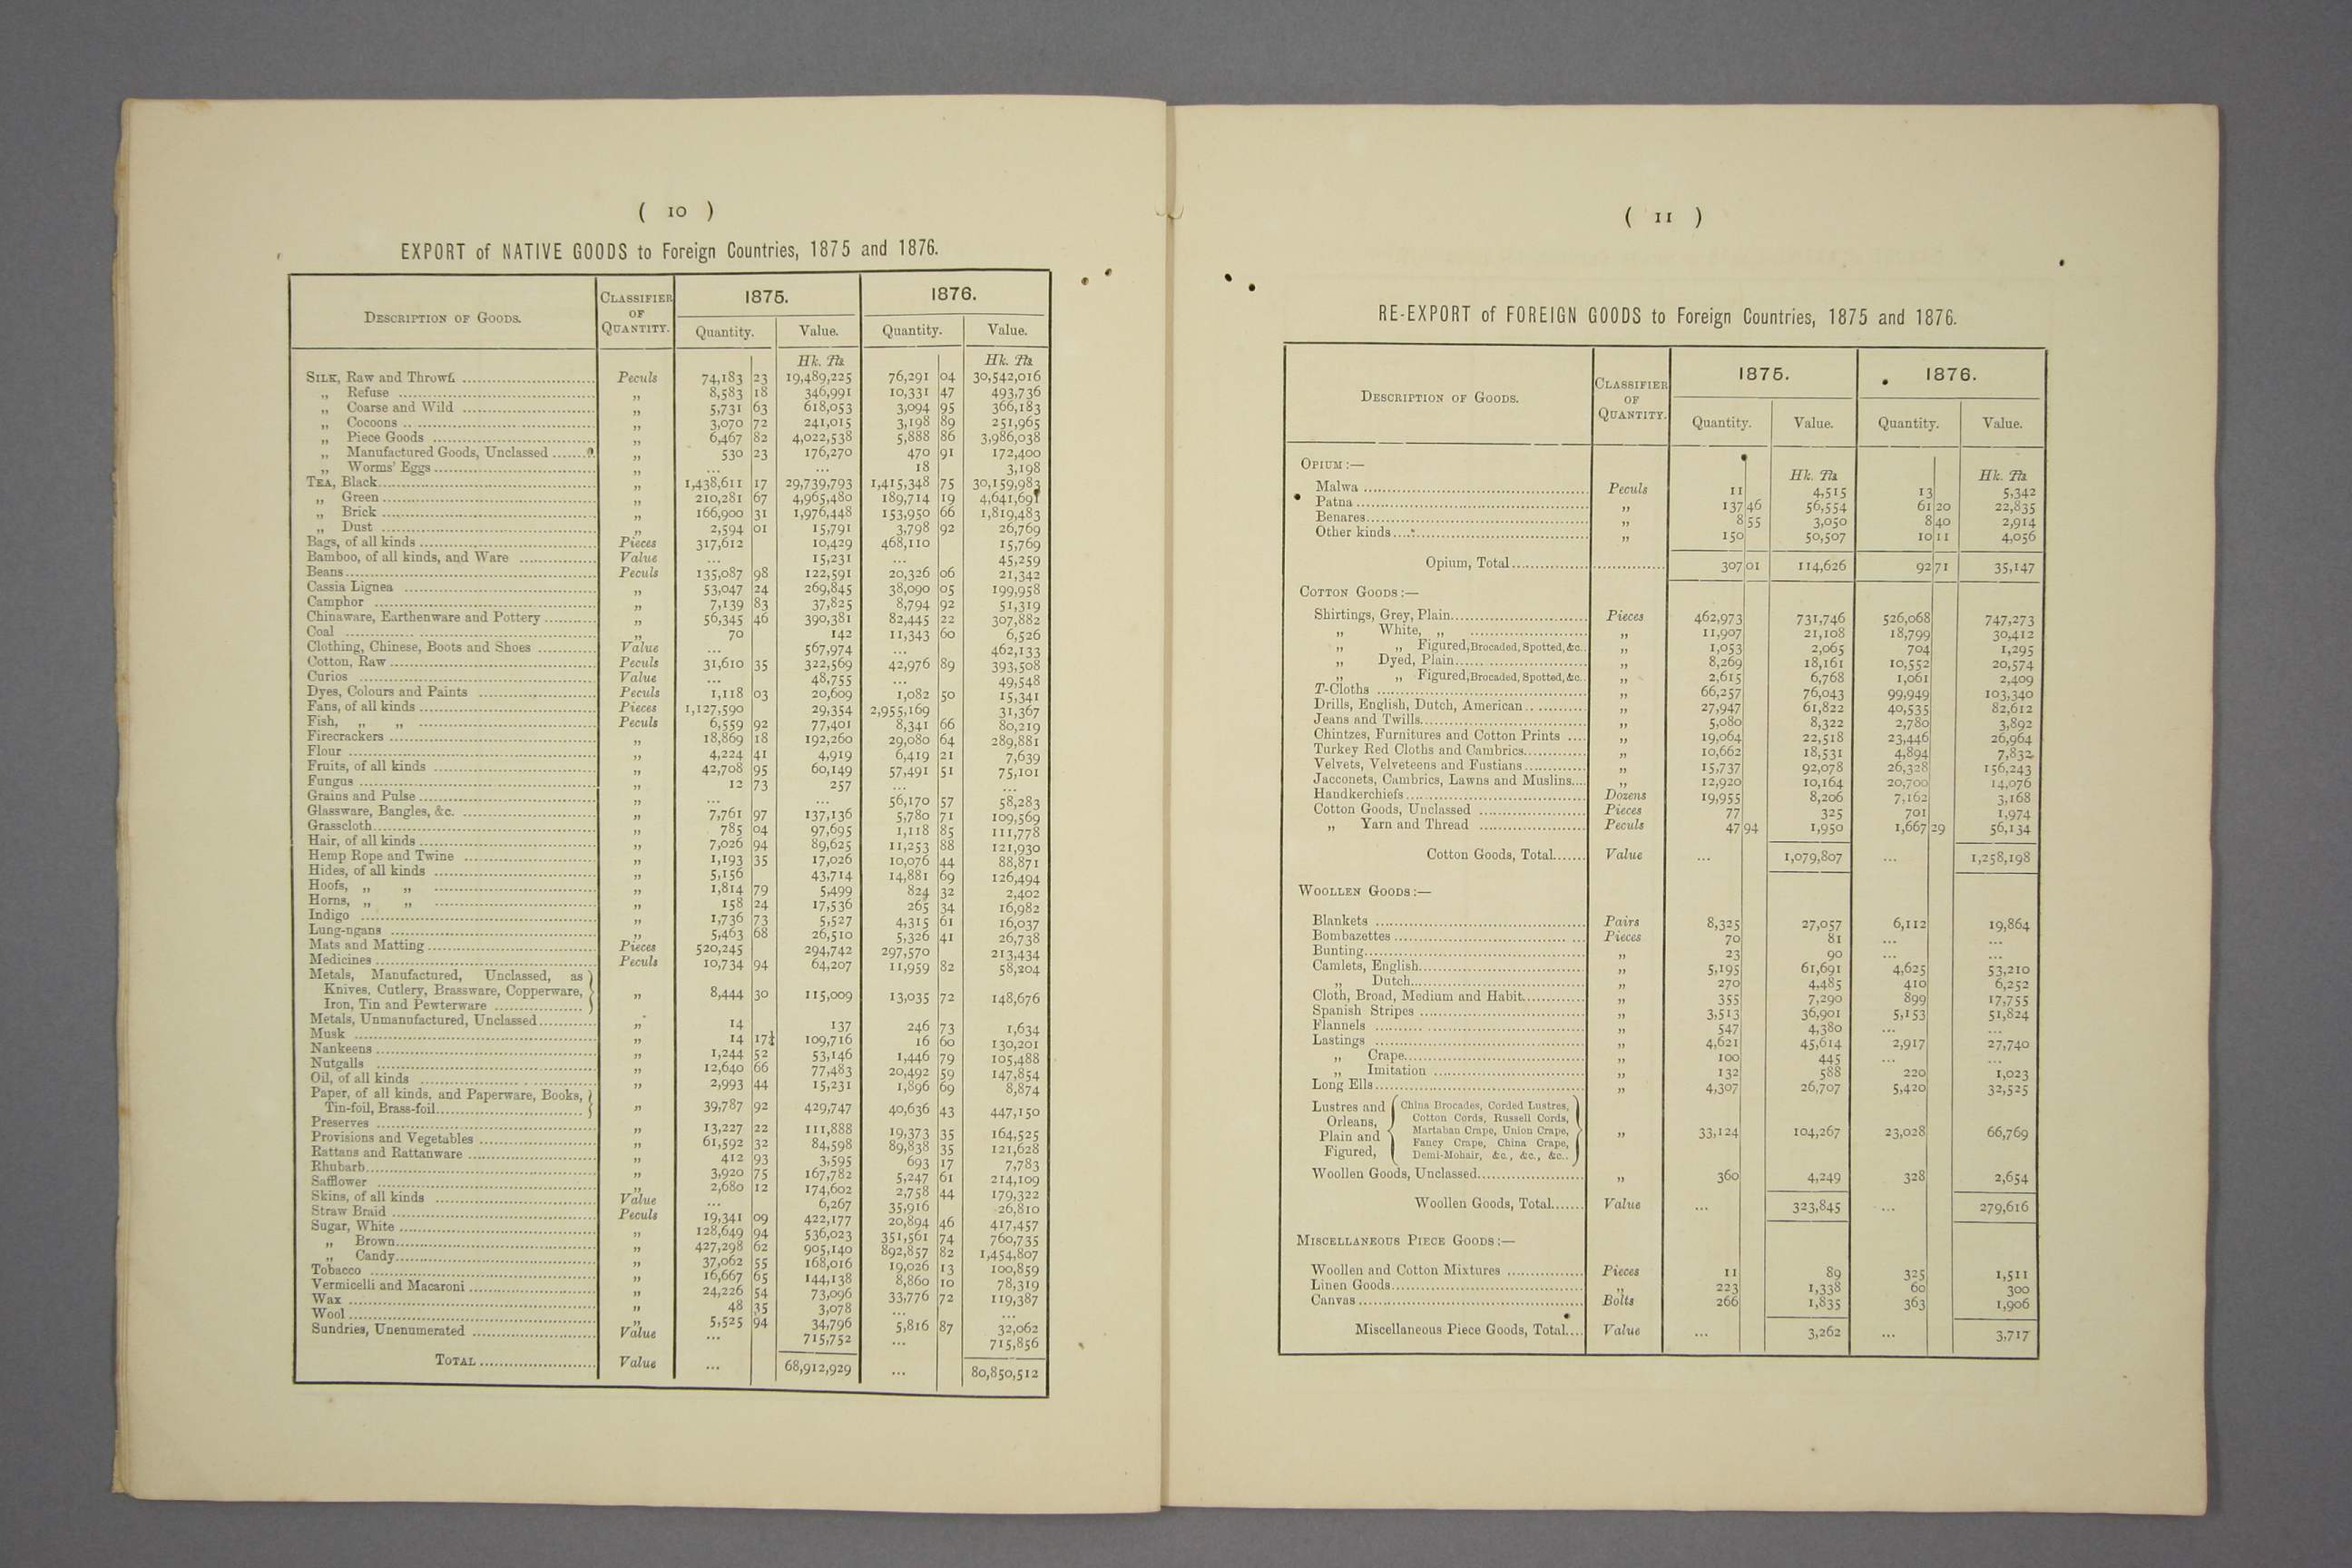 ( 10 )
EXPORT of NATIVE GOODS to Foreign Countries, 1875 and 1876.
DESCRIPTION OF GOODS. CLASSIFIER OF QUANTITY. 1875. 1876.
Quantity. Value. Quantity. Value.
Hk. Tls Hk. Tls
SILK, Raw and Thrown Peculs 74,183 23 19,489,225 76,291 04 30,542,016
„ Refuse „ 8,583 18 346,991 10,331 47 493,736
„ Coarse and Wild „ 5,731 63 618,053 3,094 95 366,183
„ Cocoons „ 3,070 72 241,015 3,198 89 251,965
„ Piece Goods „ 6,467 82 4,022,538 5,888 86 3,986,038
„ Manufactured Goods, Unclassed „ 530 23 176,270 470 91 172,400
„ Worms' Eggs „ ... ... 18 3,198
TEA, Black „ 1,438,611 17 29,739,793 1,415,348 75 30,159,983
„ Green „ 210,281 67 4,965,480 189,714 19 4,641,691
„ Brick „ 166,900 31 1,976,448 153,950 66 1,819,483
„ Dust „ 2,594 01 15,791 3,798 92 26,769
Bags, of all kinds Pieces 317,612 10,429 468,110 15,769
Bamboo, of all kinds, and Ware Value ... 15,231 ... 45,259
Beans Peculs 135,087 98 122,591 20,326 06 21,342
Cassia Lignea „ 53,047 24 269,845 38,090 05 199,958
Camphor „ 7,139 83 37,825 8,794 92 51,319
Chinaware, Earthenware and Pottery „ 56,345 46 390,381 82,445 22 307,882
Coal „ 70 142 11,343 60 6,526
Clothing, Chinese, Boots and Shoes Value ... 567,974 ... 462,133
Cotton, Raw Peculs 31,610 35 322,569 42,976 89 393,508
Curios Value ... 48,755 ... 49,548
Dyes, Colours and Paints Peculs 1,118 03 20,609 1,082 50 15,341
Fans, of all kinds Pieces 1,127,590 29,354 2,955,169 31,367
Fish, „ „ Peculs 6,559 92 77,401 8,341 66 80,219
Firecrackers „ 18,869 18 192,260 29,080 64 289,881
Flour „ 4,224 41 4,919 6,419 21 7,639
Fruits, of all kinds „ 42,708 95 60,149 57,491 51 75,101
Fungus „ 12 73 257 ... ...
Grains and Pulse „ ... ... 56,170 57 58,283
Glassware, Bangles, &c. „ 7,761 97 137,136 5,780 71 109,569
Grasscloth „ 785 04 97,695 1,118 85 111,778
Hair, of all kinds „ 7,026 94 89,625 11,253 88 121,930
Hemp Rope and Twine „ 1,193 35 17,026 10,076 44 88,871
Hides, of all kinds „ 5,156 43,714 14,881 69 126,494
Hoofs, „ „ „ 1,814 79 5,499 824 32 2,402
Horns, „ „ „ 158 24 17,536 265 34 16,982
Indigo „ 1,736 73 5,527 4,315 61 16,037
Lung-ngans „ 5,463 68 26,510 5,326 41 26,738
Mats and Matting Pieces 520,245 294,742 297,570 213,434
Medicines Peculs 10,734 94 64,207 11,959 82 58,204
Metals, Manufactured, Unclassed, as
Knives, Cutlery, Brassware, Copperware, „ 8,444 30 115,009 13,035 72 148,676
Iron, Tin and Pewterware
Metals, Unmanufactured, Unclassed „ 14 137 246 73 1,634
Musk „ 14 17¼ 109,716 16 60 130,201
Nankeens „ 1,244 52 53,146 1,446 79 105,488
Nutgalls „ 12,640 66 77,483 20,492 59 147,854
Oil, of all kinds „ 2,993 44 15,231 1,896 69 8,874
Paper, of all kinds, and Paperware, Books,
Tin-foil, Brass-foil „ 39,787 92 429,747 40,636 43 447,150
Preserves „ 13,227 22 111,888 19,373 35 164,525
Provisions and Vegetables „ 61,592 32 84,598 89,838 35 121,628
Rattans and Rattanware „ 412 93 3,595 693 17 7,783
Rhubarb „ 3,920 75 167,782 5,247 61 214,109
Safflower „ 2,680 12 174,602 2,758 44 179,322
Skins, of all kinds Value ... 6,267 35,916 26,810
Straw Braid Peculs 19,341 09 422,177 20,894 46 417,457
Sugar, White „ 128,649 94 536,023 351,561 74 760,735
„ Brown „ 427,298 62 905,140 892,857 82 1,454,807
„ Candy „ 37,062 55 168,016 19,026 13 100,859
Tobacco „ 16,667 65 144,138 8,860 10 78,319
Vermicelli and Macaroni „ 24,226 54 73,096 33,776 72 119,387
Wax „ 48 35 3,078 ... ...
Wool „ 5,525 94 34,796 5,816 87 32,062
Sundries, Unenumerated Value ... 715,752 ... 715,856
TOTAL Value ... 68,912,929 ... 80,850,512
( 11 )
RE-EXPORT of FOREIGN GOODS to Foreign Countries, 1875 and 1876.
DESCRIPTION OF GOODS. CLASSIFIER OF QUANTITY. 1875. 1876.
Quantity. Value. Quantity. Value.
OPIUM:— Hk. Tls Hk. Tls
Malwa Peculs 11 4,515 13 5,342
Patna „ 137 46 56,554 61 20 22,835
Benares „ 8 55 3,050 8 40 2,914
Other kinds „ 150 50,507 10 11 4,056
Opium, Total 307 01 114,626 92 71 35,147
COTTON GOODS:—
Shirtings, Grey, Plain Pieces 462,973 731,746 526,068 747,273
„ White, „ „ 11,907 21,108 18,799 30,412
„ „ Figured, Brocaded, Spotted, &c. „ 1,053 2,065 704 1,295
„ Dyed, Plain „ 8,269 18,161 10,552 20,574
„ „ Figured, Brocaded, Spotted, &c. „ 2,615 6,768 1,061 2,409
T-Cloths „ 66,257 76,043 99,949 103,340
Drills, English, Dutch, American „ 27,947 61,822 40,535 82,612
Jeans and Twills „ 5,080 8,322 2,780 3,892
Chintzes, Furnitures and Cotton Prints „ 19,064 22,518 23,446 26,964
Turkey Red Cloths and Cambrics „ 10,662 18,531 4,894 7,832
Velvets, Velveteens and Fustians „ 15,737 92,078 26,328 156,243
Jacconets, Cambrics, Lawns and Muslins „ 12,920 10,164 20,700 14,076
Handkerchiefs Dozens 19,955 8,206 7,162 3,168
Cotton Goods, Unclassed Pieces 77 325 701 1,974
„ Yarn and Thread Peculs 47 94 1,950 1,667 29 56,134
Cotton Goods, Total Value ... 1,079,807 ... 1,258,198
WOOLLEN GOODS:—
Blankets Pairs 8,325 27,057 6,112 19,864
Bombazettes Pieces 70 81 ... ...
Bunting „ 23 90 ... ...
Camlets, English „ 5,195 61,691 4,625 53,210
„ Dutch „ 270 4,485 410 6,252
Cloth, Broad, Medium and Habit „ 355 7,290 899 17,755
Spanish Stripes „ 3,513 36,901 5,153 51,824
Flannels „ 547 4,380 ... ...
Lastings „ 4,621 45,614 2,917 27,740
„ Crape „ 100 445 ... ...
„ Imitation „ 132 588 220 1,023
Long Ells „ 4,307 26,707 5,420 32,525
Lustres and Orleans, Plain and Figured, China Brocades, Corded Lustres,
Cotton Cords, Russell Cords,
Martaban Crape, Union Crape, „ 33,124 104,267 23,028 66,769
Fancy Crape, China Crape,
Demi-Mohair, &c., &c., &c.
Woollen Goods, Unclassed „ 360 4,249 328 2,654
Woollen Goods, Total Value ... 323,845 ... 279,616
MISCELLANEOUS PIECE GOODS:—
Woollen and Cotton Mixtures Pieces 11 89 325 1,511
Linen Goods „ 223 1,338 60 300
Canvas Bolts 266 1,835 363 1,906
Miscellaneous Piece Goods, Total Value ... 3,262 ... 3,717